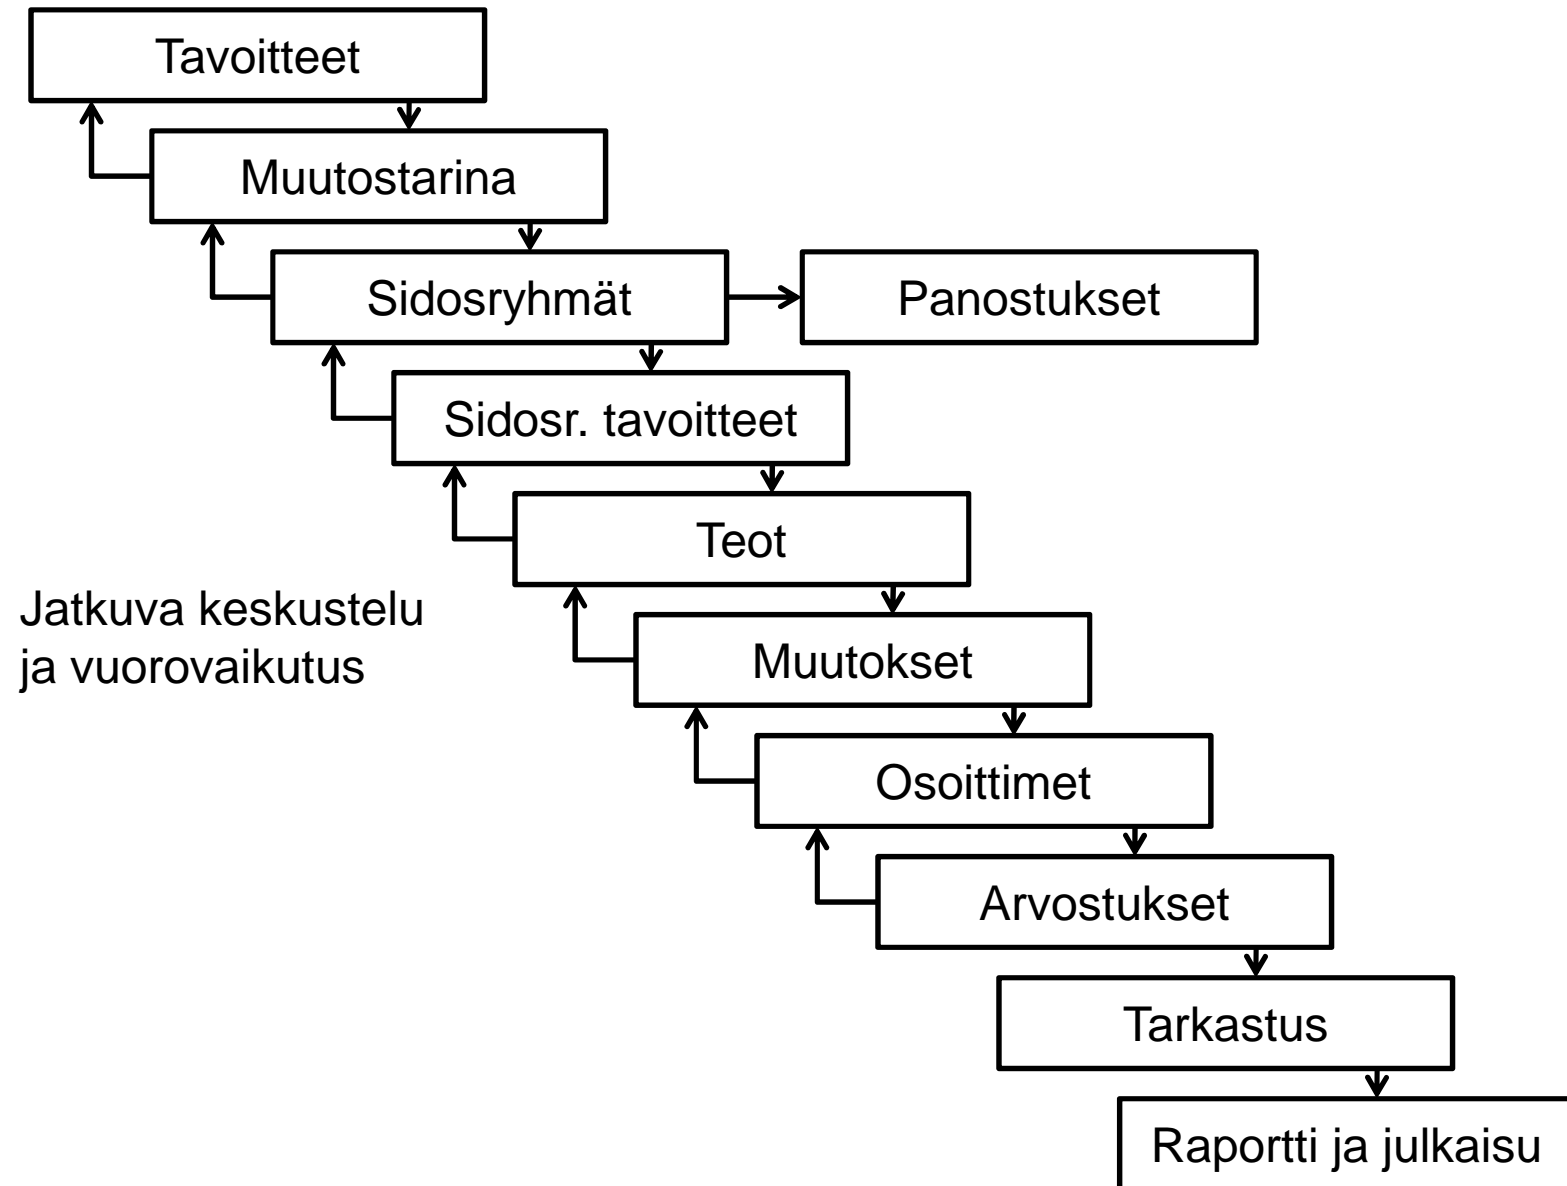 Tavoitteet
Muutostarina
Sidosryhmät
Panostukset
Sidosr. tavoitteet
Teot
Jatkuva keskustelu
ja vuorovaikutus
Muutokset
Osoittimet
Arvostukset
Tarkastus
Raportti ja julkaisu